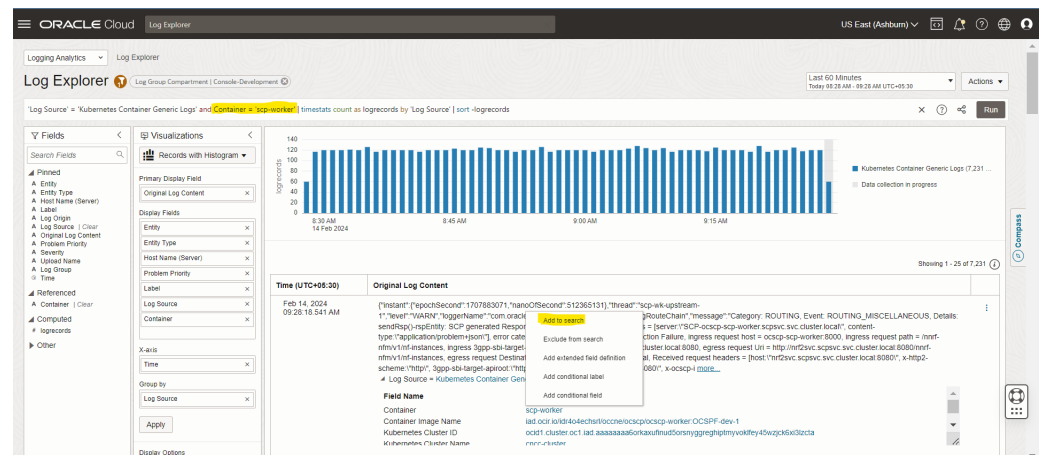 ORACLE Cloud
Log Explorer
US East (Ashburn)
Logging Analytics
Log Explorer
Log Explorer
Log Group Compartment | Console-Development
Last 60 Minutes
Today 08:28 AM - 09:28 AM UTC+05:30
Actions
'Log Source' = 'Kubernetes Container Generic Logs' and Container = 'scp-worker' | timestats count as logrecords by 'Log Source' | sort -logrecords
Run
Fields
Search Fields
Pinned
A Entity
A Entity Type
A Host Name (Server)
A Label
A Log Origin
A Log Source | Clear
A Original Log Content
A Problem Priority
A Severity
A Upload Name
A Log Group
Time
Referenced
A Container | Clear
Computed
# logrecords
Other
Visualizations
Records with Histogram
Primary Display Field
Original Log Content
Display Fields
Entity
Entity Type
Host Name (Server)
Problem Priority
Label
Log Source
Container
X-axis
Time
Group by
Log Source
Apply
Display Options
logrecords
140
120
100
80
60
40
20
0
8:30 AM
14 Feb 2024
8:45 AM
9:00 AM
9:15 AM
Kubernetes Container Generic Logs (7,231 ...
Data collection in progress
Compass
Showing 1 - 25 of 7,231
Time (UTC+05:30)
Original Log Content
Feb 14, 2024
09:28:18.541 AM
{"instant":{"epochSecond":1707883071,"nanoOfSecond":512365131},"thread":"scp-wk-upstream-
1","level":"WARN","loggerName":"com.oracle gRouteChain","message":"Category: ROUTING, Event: ROUTING_MISCELLANEOUS, Details:
sendRsp()-rspEntity: SCP generated Respon s = [server:\"SCP-ocscp-scp-worker.scpsvc.svc.cluster.local\", content-
type:\"application/problem+json\"], error cate ction Failure, ingress request host = ocscp-scp-worker:8000, ingress request path = /nnrf-
nfm/v1/nf-instances, ingress 3gpp-sbi-target- cluster.local:8080, egress request Uri = http://nrf2svc.scpsvc.svc.cluster.local:8080/nnrf-
nfm/v1/nf-instances, egress request Destinat al, Received request headers = [host:\"nrf2svc.scpsvc.svc.cluster.local:8080\", x-http2-
scheme:\"http\", 3gpp-sbi-target-apiroot:\"http 080\", x-ocscp-i more...
Log Source = Kubernetes Container Gen
Add to search
Exclude from search
Add extended field definition
Add conditional label
Add conditional field
Field Name
Container scp-worker
Container Image Name iad.ocir.io/idr4o4echsrl/occne/ocscp/ocscp-worker:OCSPF-dev-1
Kubernetes Cluster ID
Kubernetes Cluster Name cncc-cluster